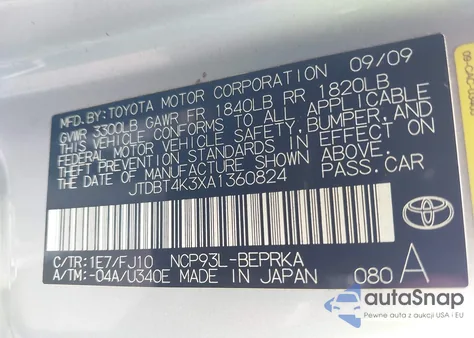 MFD. BY: TOYOTA MOTOR CORPORATION 09/09
GVWR 3300LB GAWR FR 1840LB RR 1820LB
THIS VEHICLE CONFORMS TO ALL APPLICABLE
FEDERAL MOTOR VEHICLE SAFETY, BUMPER, AND
THEFT PREVENTION STANDARDS IN EFFECT ON
THE DATE OF MANUFACTURE SHOWN ABOVE.
JTDBT4K3XA1360824 PASS.CAR
C/TR: 1E7/FJ10 NCP93L-BEPRKA
A/TM: -04A/U340E MADE IN JAPAN 080 A
TOYOTA
autoSnap
Pewne auta z USA i EU